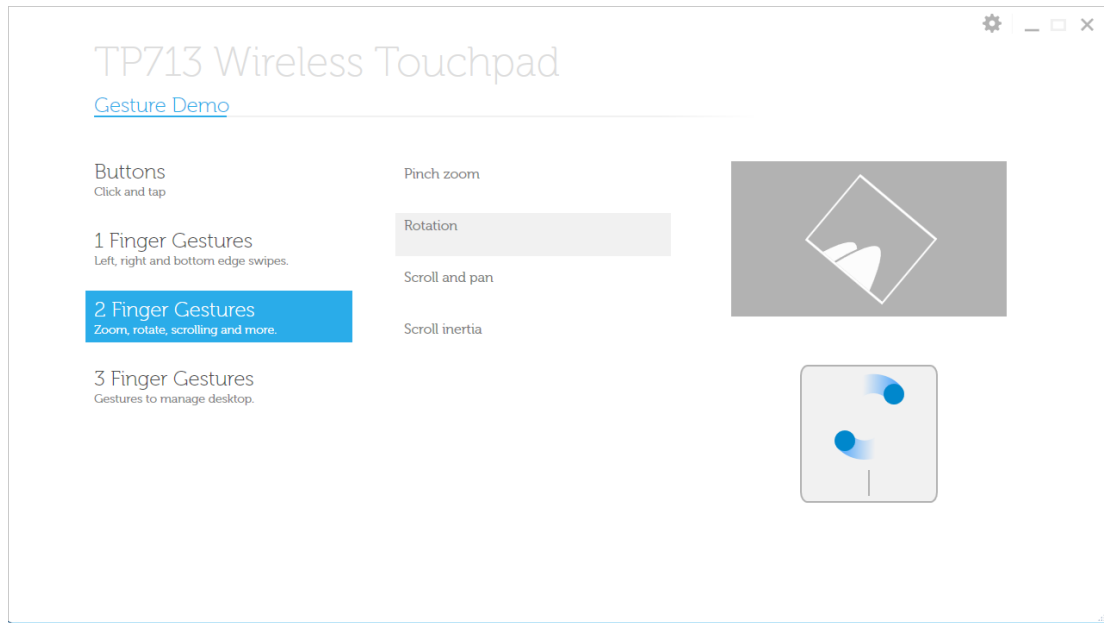 TP713 Wireless Touchpad
Gesture Demo
Buttons
Click and tap
1 Finger Gestures
Left, right and bottom edge swipes.
2 Finger Gestures
Zoom, rotate, scrolling and more.
3 Finger Gestures
Gestures to manage desktop.
Pinch zoom
Rotation
Scroll and pan
Scroll inertia